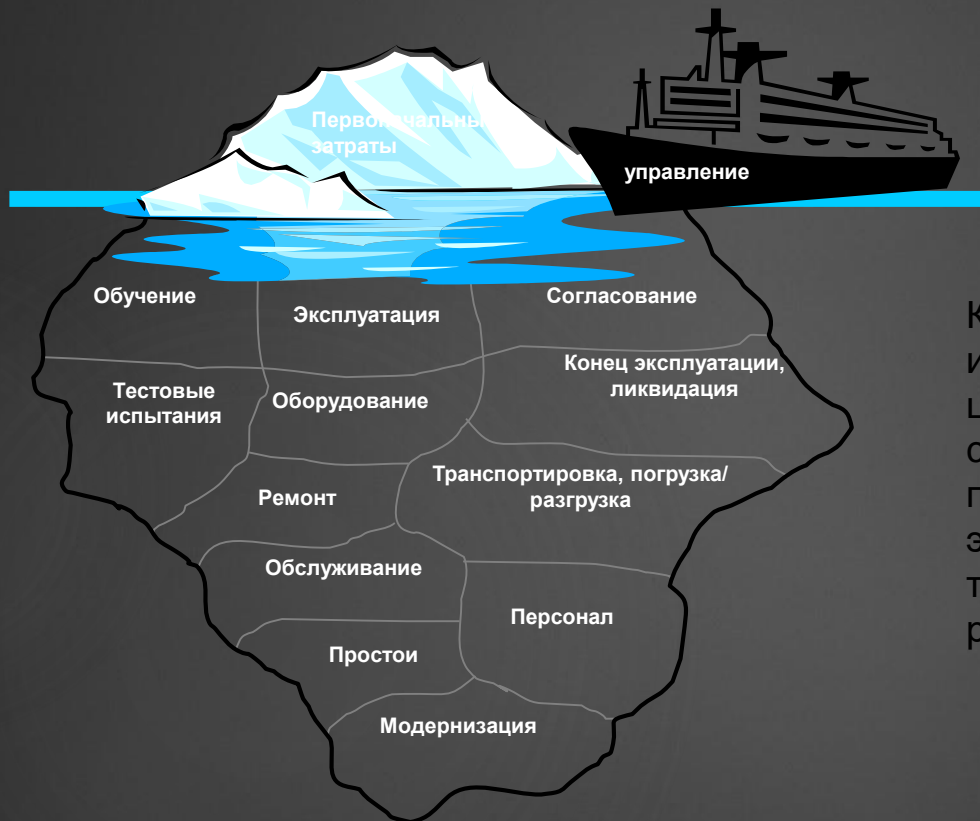 Первоначальны
затраты
управление
Обучение
Эксплуатация
Согласование
Тестовые
испытания
Оборудование
Конец эксплуатации,
ликвидация
Ремонт
Транспортировка, погрузка/
разгрузка
Обслуживание
Персонал
Простои
Модернизация